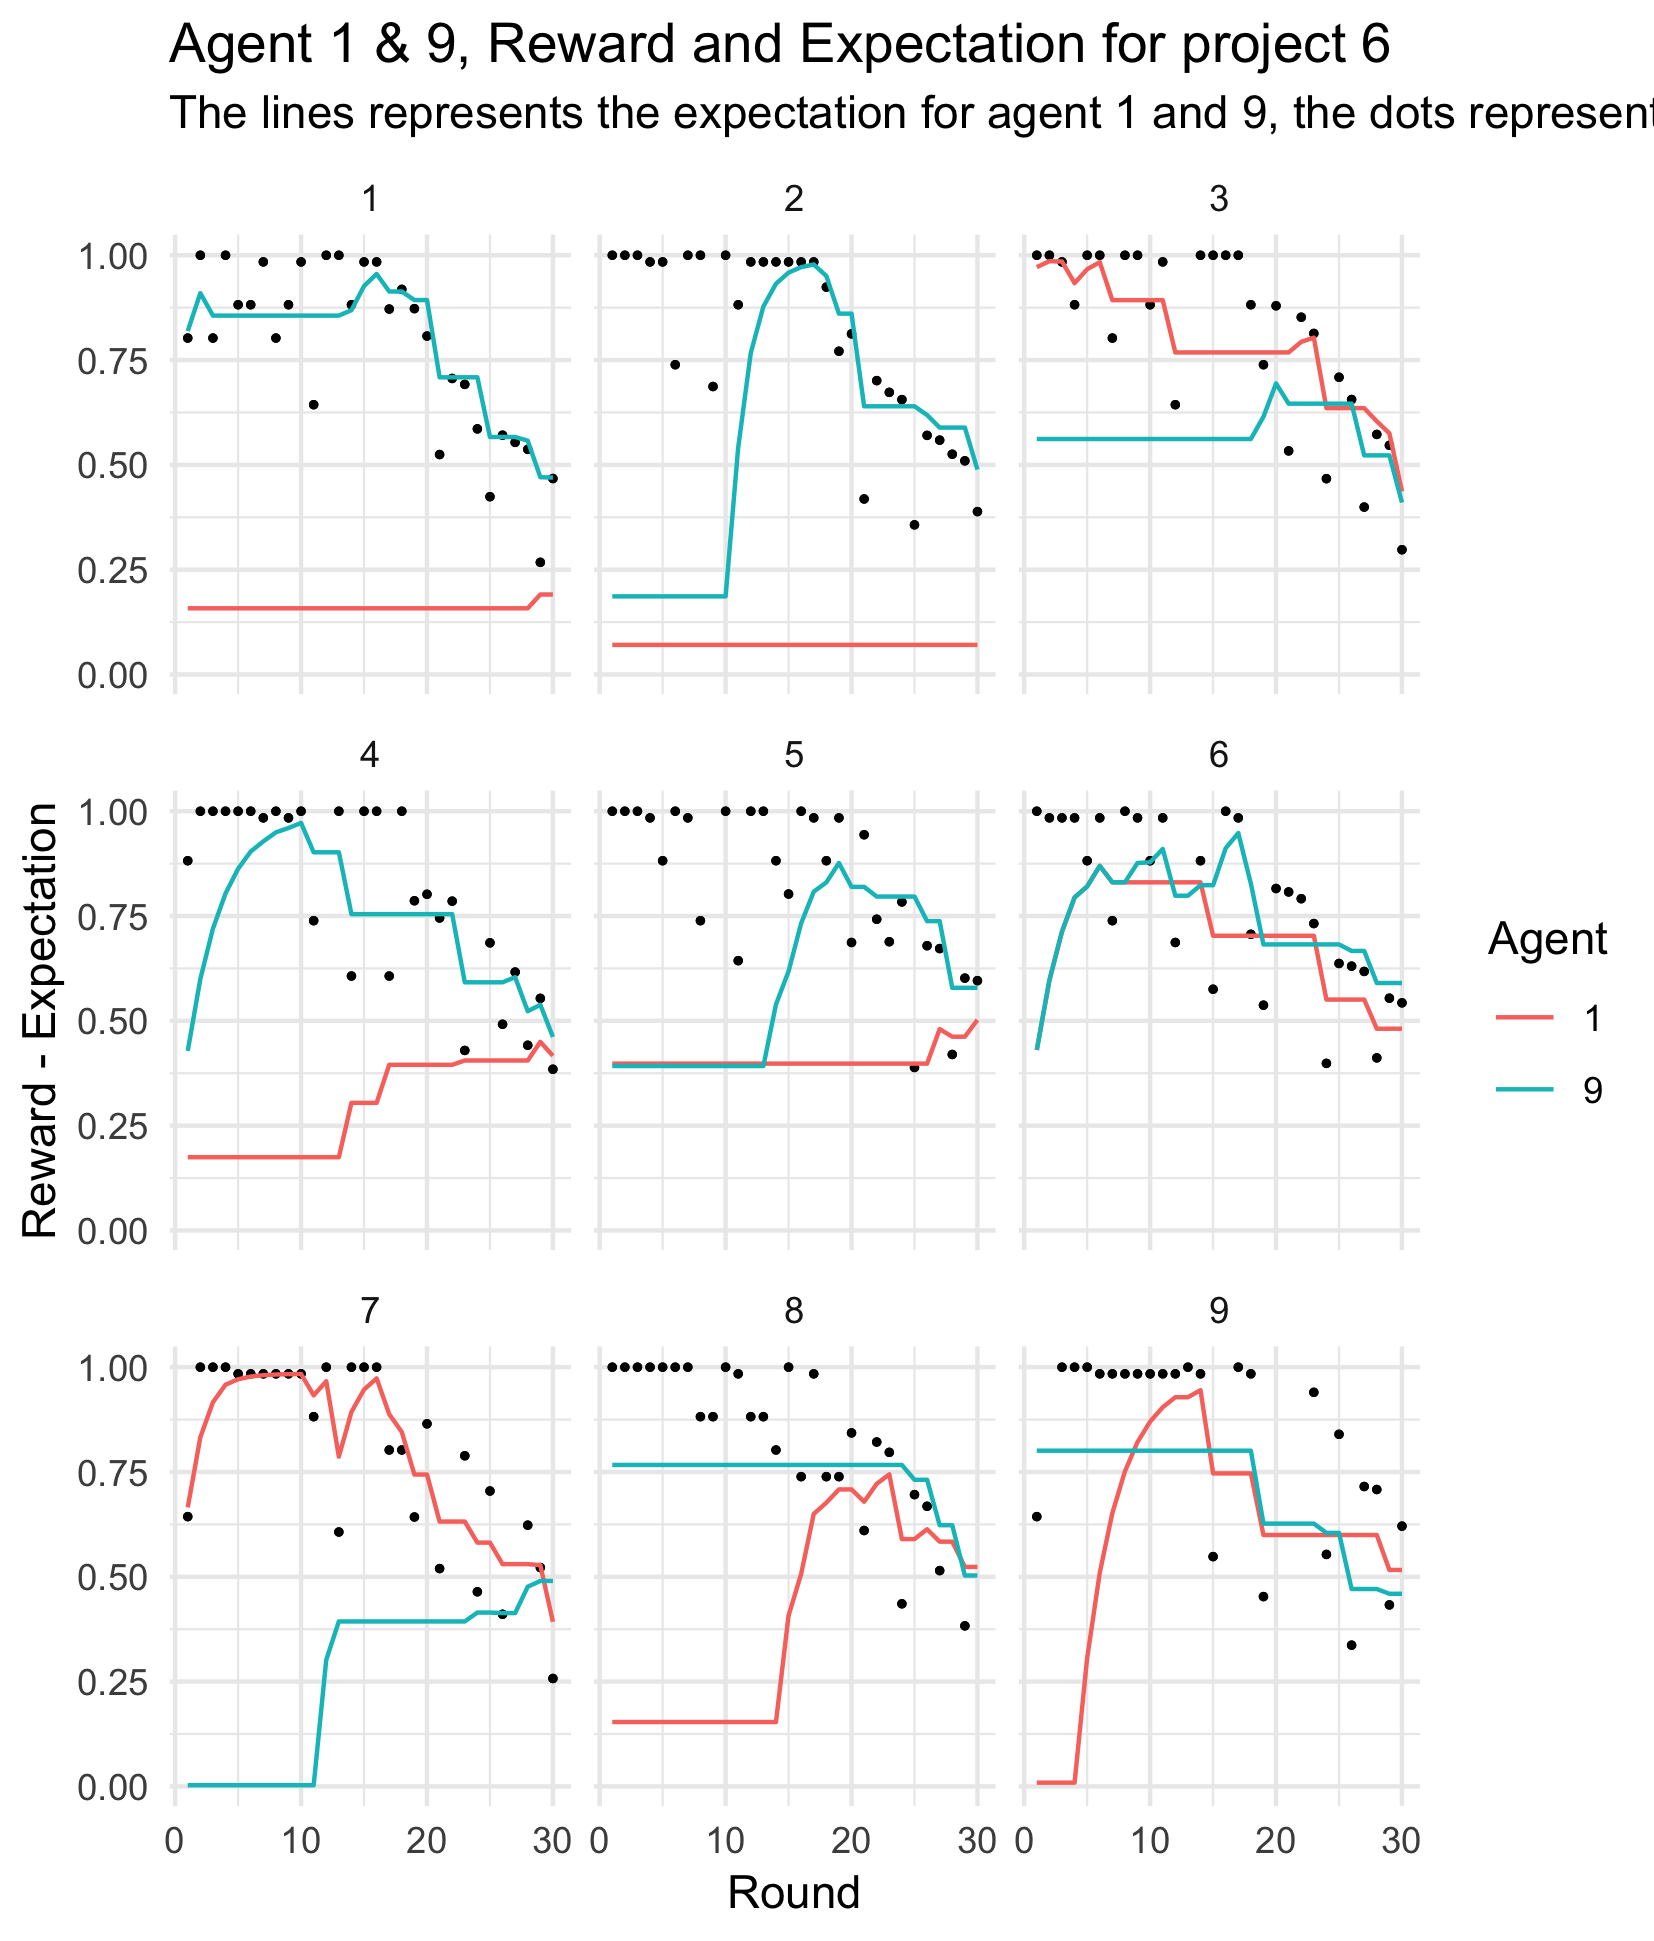 Agent 1 & 9, Reward and Expectation for project 6
The lines represents the expectation for agent 1 and 9, the dots represent
1 2 3
1.00
0.75
0.50
0.25
0.00
4 5 6
1.00
0.75
0.50
0.25
0.00
7 8 9
1.00
0.75
0.50
0.25
0.00
0 10 20 30 0 10 20 30 0 10 20 30
Round
Reward - Expectation
Agent
1
9